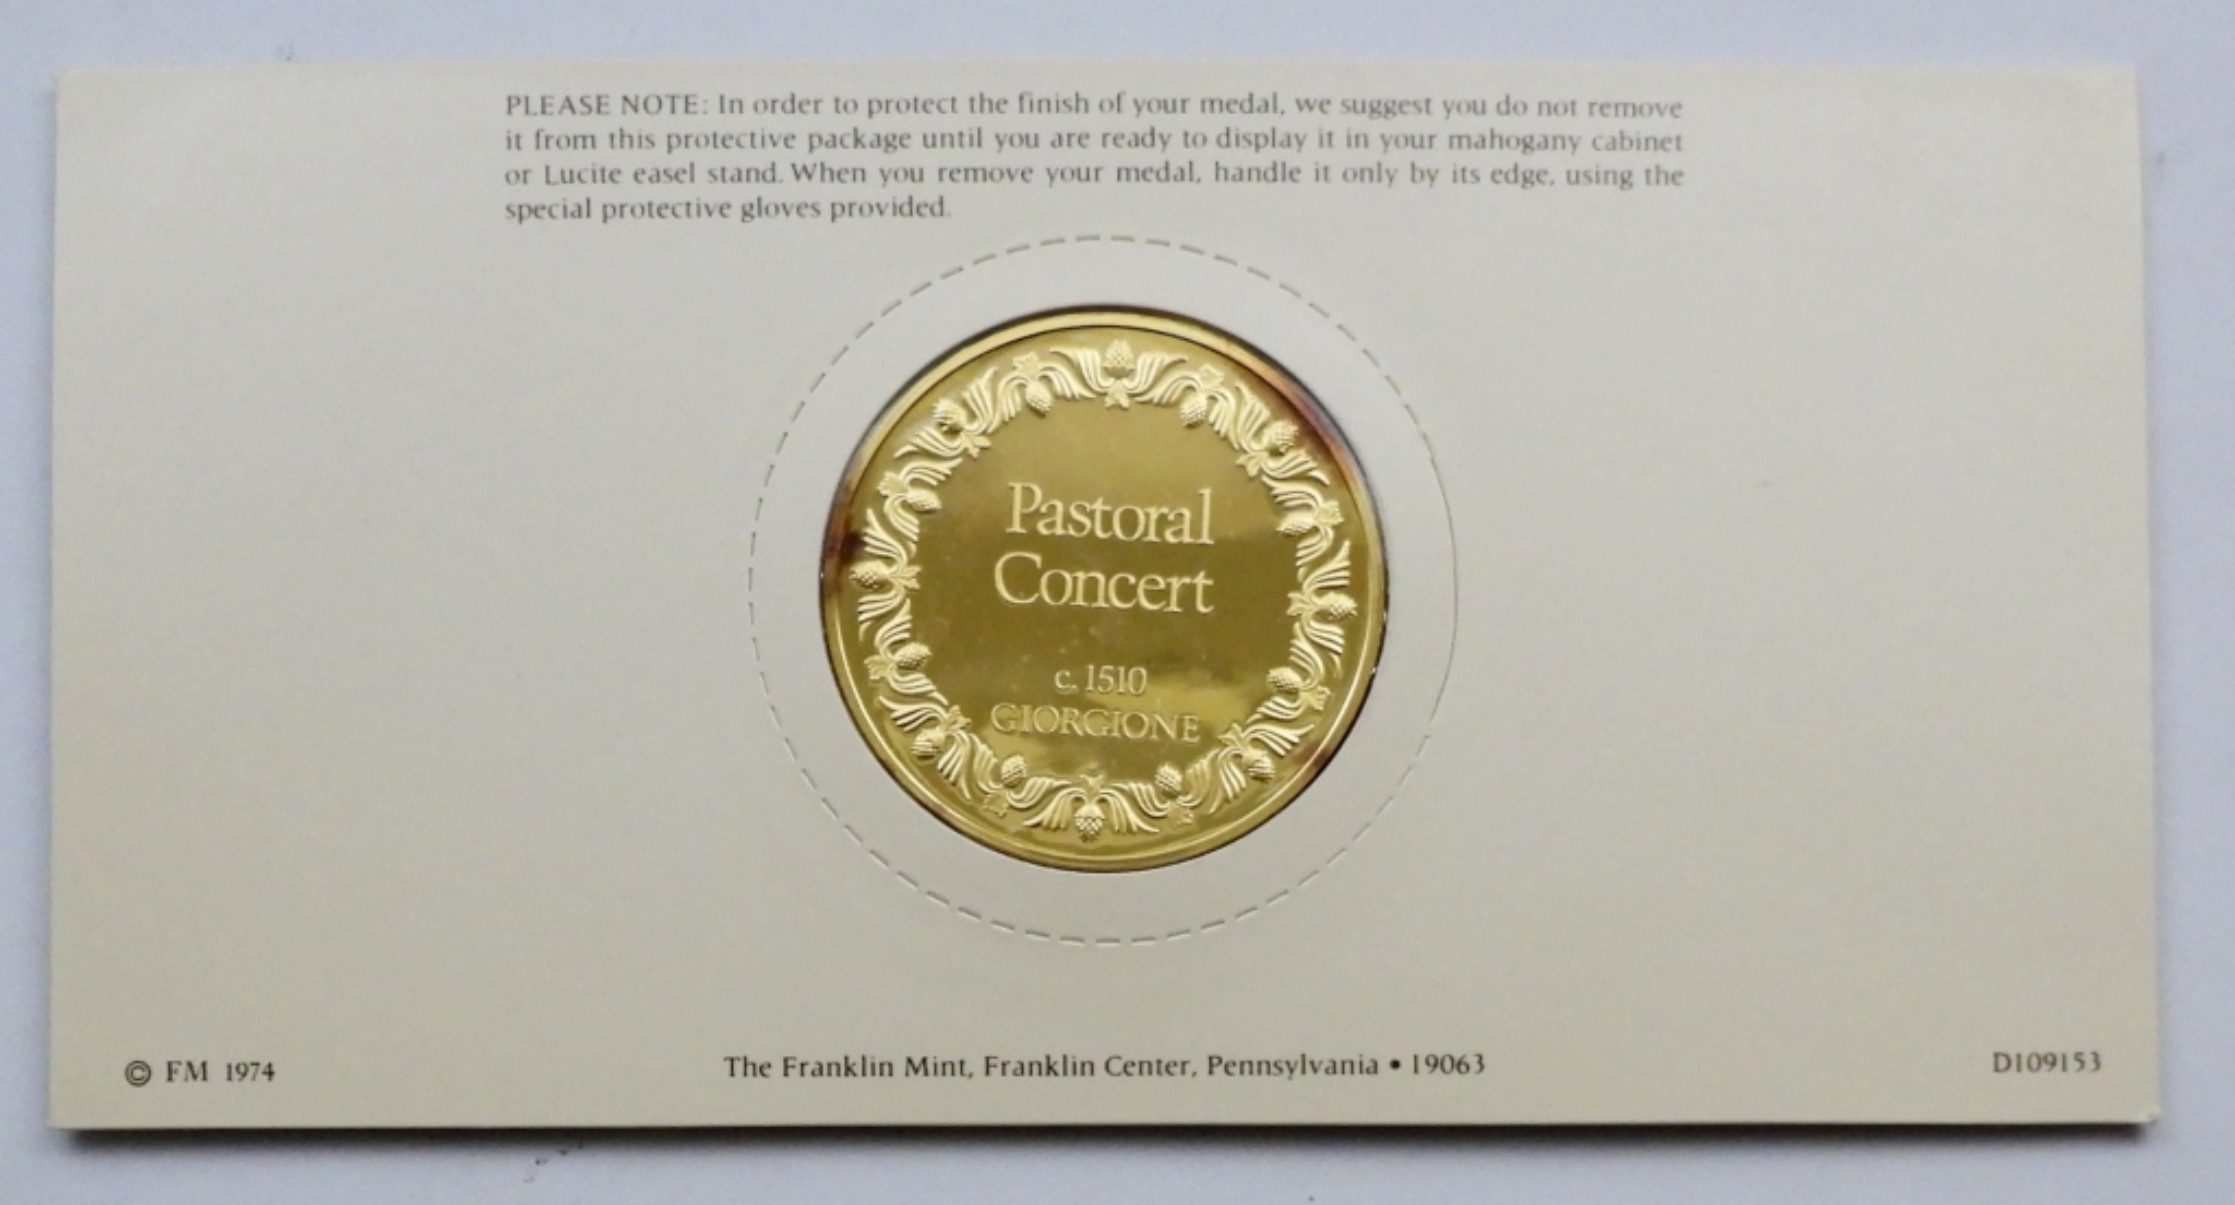 PLEASE NOTE: In order to protect the finish of your medal, we suggest you do not remove
it from this protective package until you are ready to display it in your mahogany cabinet
or Lucite easel stand. When you remove your medal, handle it only by its edge, using the
special protective gloves provided.
Pastoral
Concert
c. 1510
GIORGIONE
© FM 1974
The Franklin Mint, Franklin Center, Pennsylvania • 19063
D109153